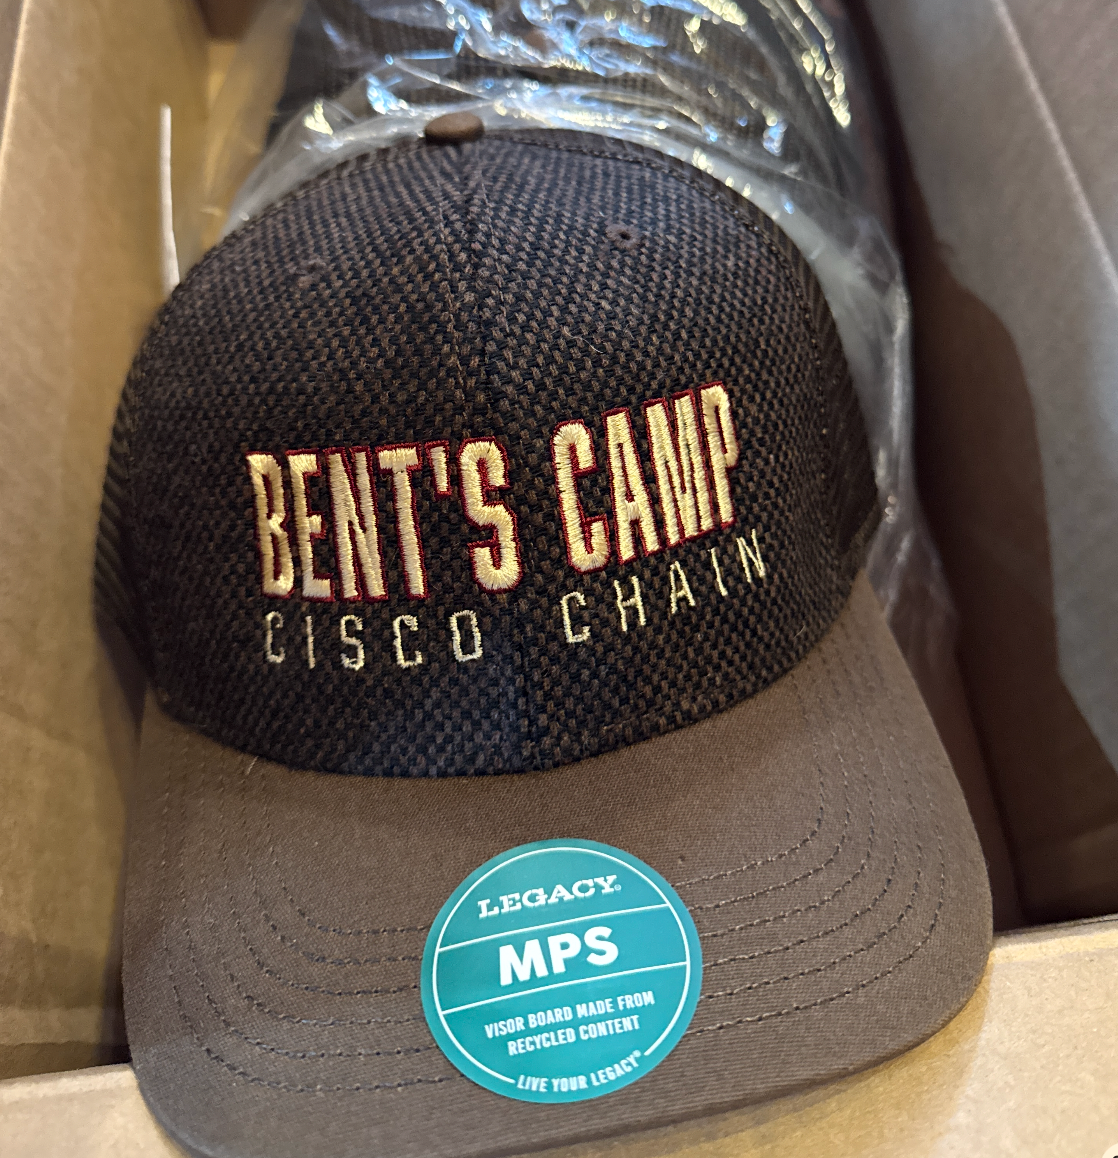 BENT'S CAMP
CISCO CHAIN
LEGACY®
MPS
VISOR BOARD MADE FROM
RECYCLED CONTENT
LIVE YOUR LEGACY®